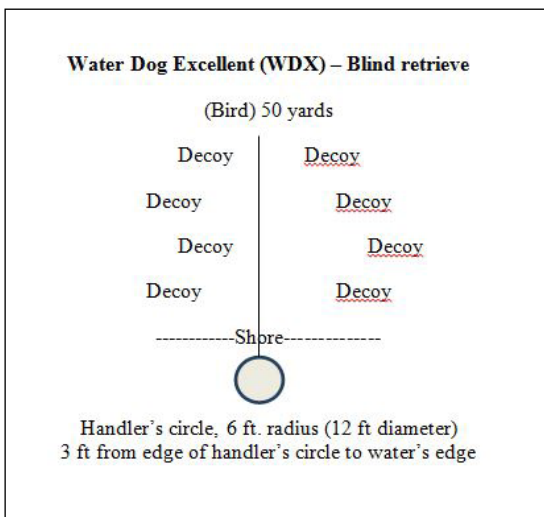 Water Dog Excellent (WDX) – Blind retrieve
(Bird) 50 yards
Decoy Decoy
Decoy Decoy
Decoy Decoy
Decoy Decoy
------------Shore--------------
Handler’s circle, 6 ft. radius (12 ft diameter)
3 ft from edge of handler’s circle to water’s edge